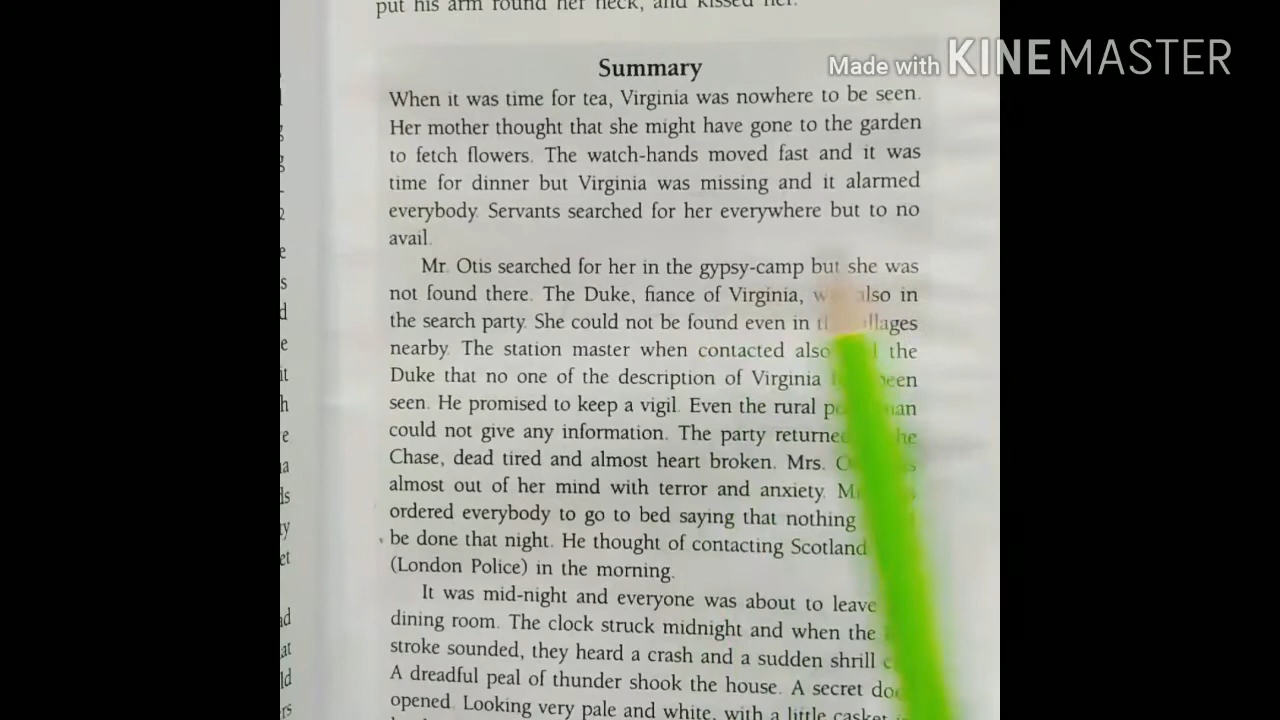 put his arm round her neck, and kissed her.
Made with KINEMASTER
Summary
When it was time for tea, Virginia was nowhere to be seen.
Her mother thought that she might have gone to the garden
to fetch flowers. The watch-hands moved fast and it was
time for dinner but Virginia was missing and it alarmed
everybody. Servants searched for her everywhere but to no
avail.
Mr. Otis searched for her in the gypsy-camp but she was
not found there. The Duke, fiance of Virginia, also in
the search party. She could not be found even in
nearby. The station master when contacted also the
Duke that no one of the description of Virginia been
seen. He promised to keep a vigil. Even the rural
could not give any information. The party returned
Chase, dead tired and almost heart broken. Mrs.
almost out of her mind with terror and anxiety.
ordered everybody to go to bed saying that nothing
be done that night. He thought of contacting Scotland
(London Police) in the morning.
It was mid-night and everyone was about to leave
dining room. The clock struck midnight and when the
stroke sounded, they heard a crash and a sudden shrill
A dreadful peal of thunder shook the house. A secret
opened. Looking very pale and white, with a little casket